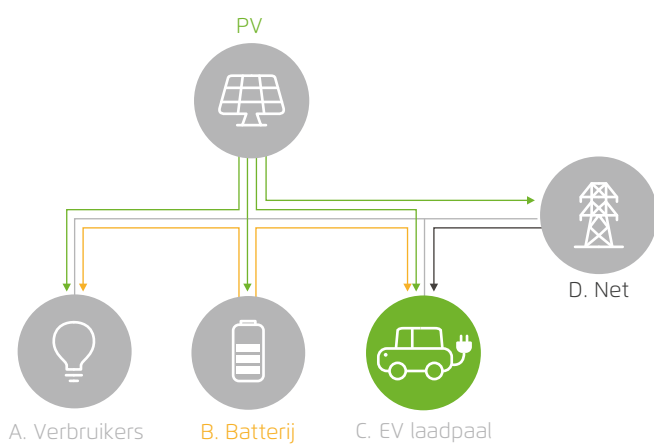 PV
D. Net
A. Verbruikers
B. Batterij
C. EV laadpaal